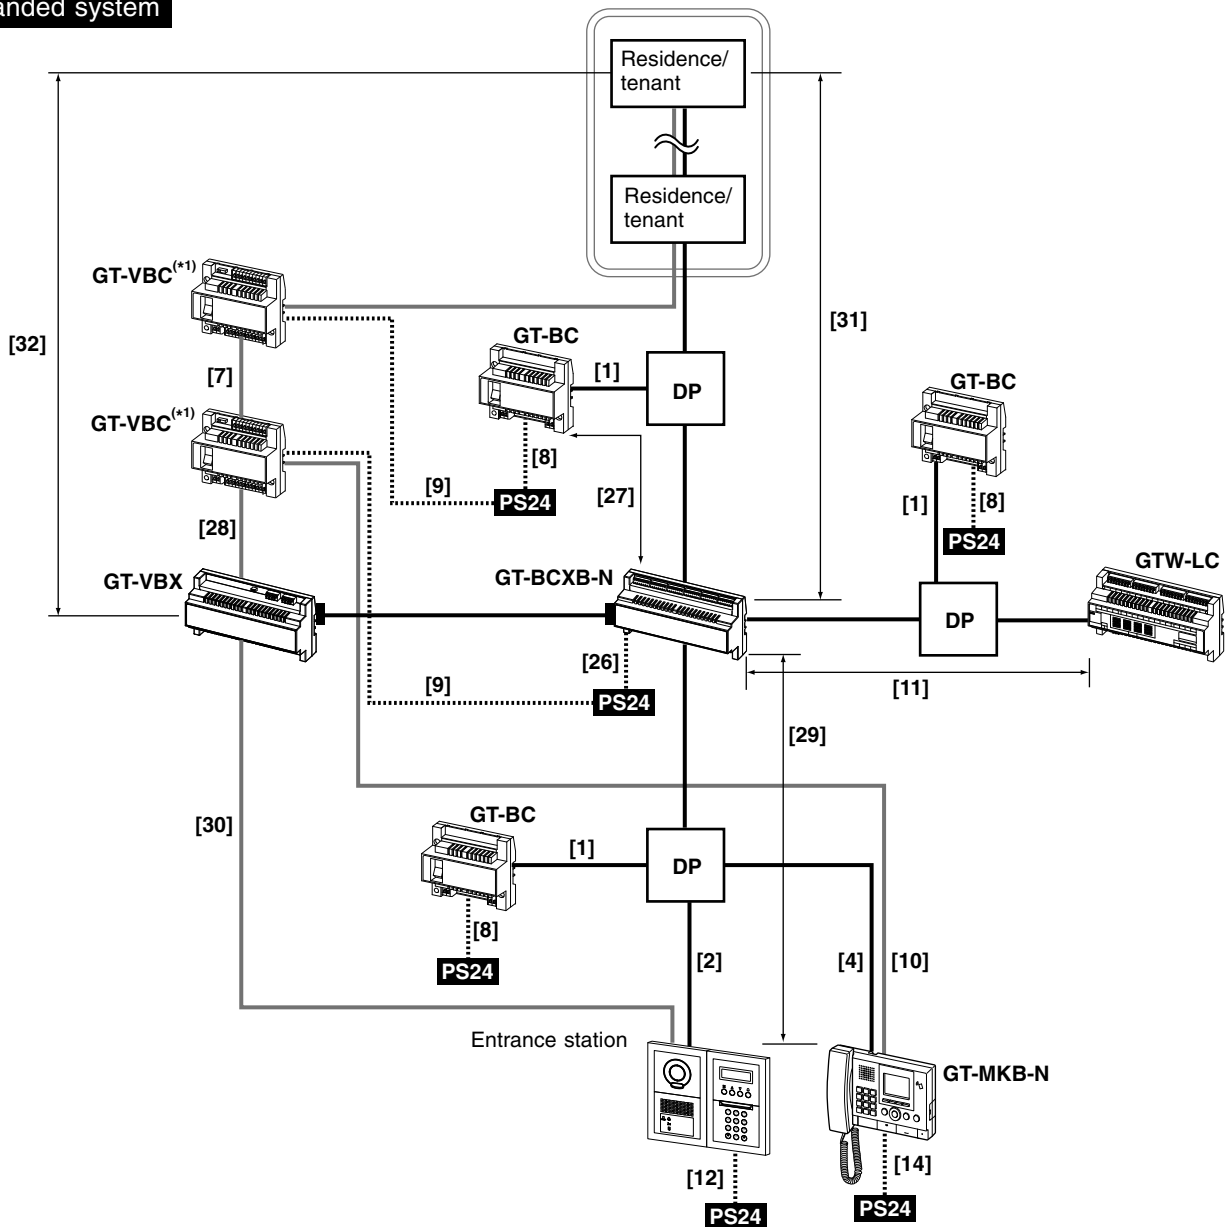 anded system
Residence/
tenant
Residence/
tenant
GT-VBC(*1)
[31]
[32]
GT-BC
[1]
[7]
DP
GT-BC
GT-VBC(*1)
[8]
[9]
[27]
PS24
[1]
[8]
[28]
PS24
GT-VBX
GT-BCXB-N
GTW-LC
DP
[26]
[9]
[11]
PS24
[29]
GT-BC
[30]
[1]
DP
[8]
[2]
[4]
[10]
PS24
Entrance station
GT-MKB-N
[12]
[14]
PS24
PS24